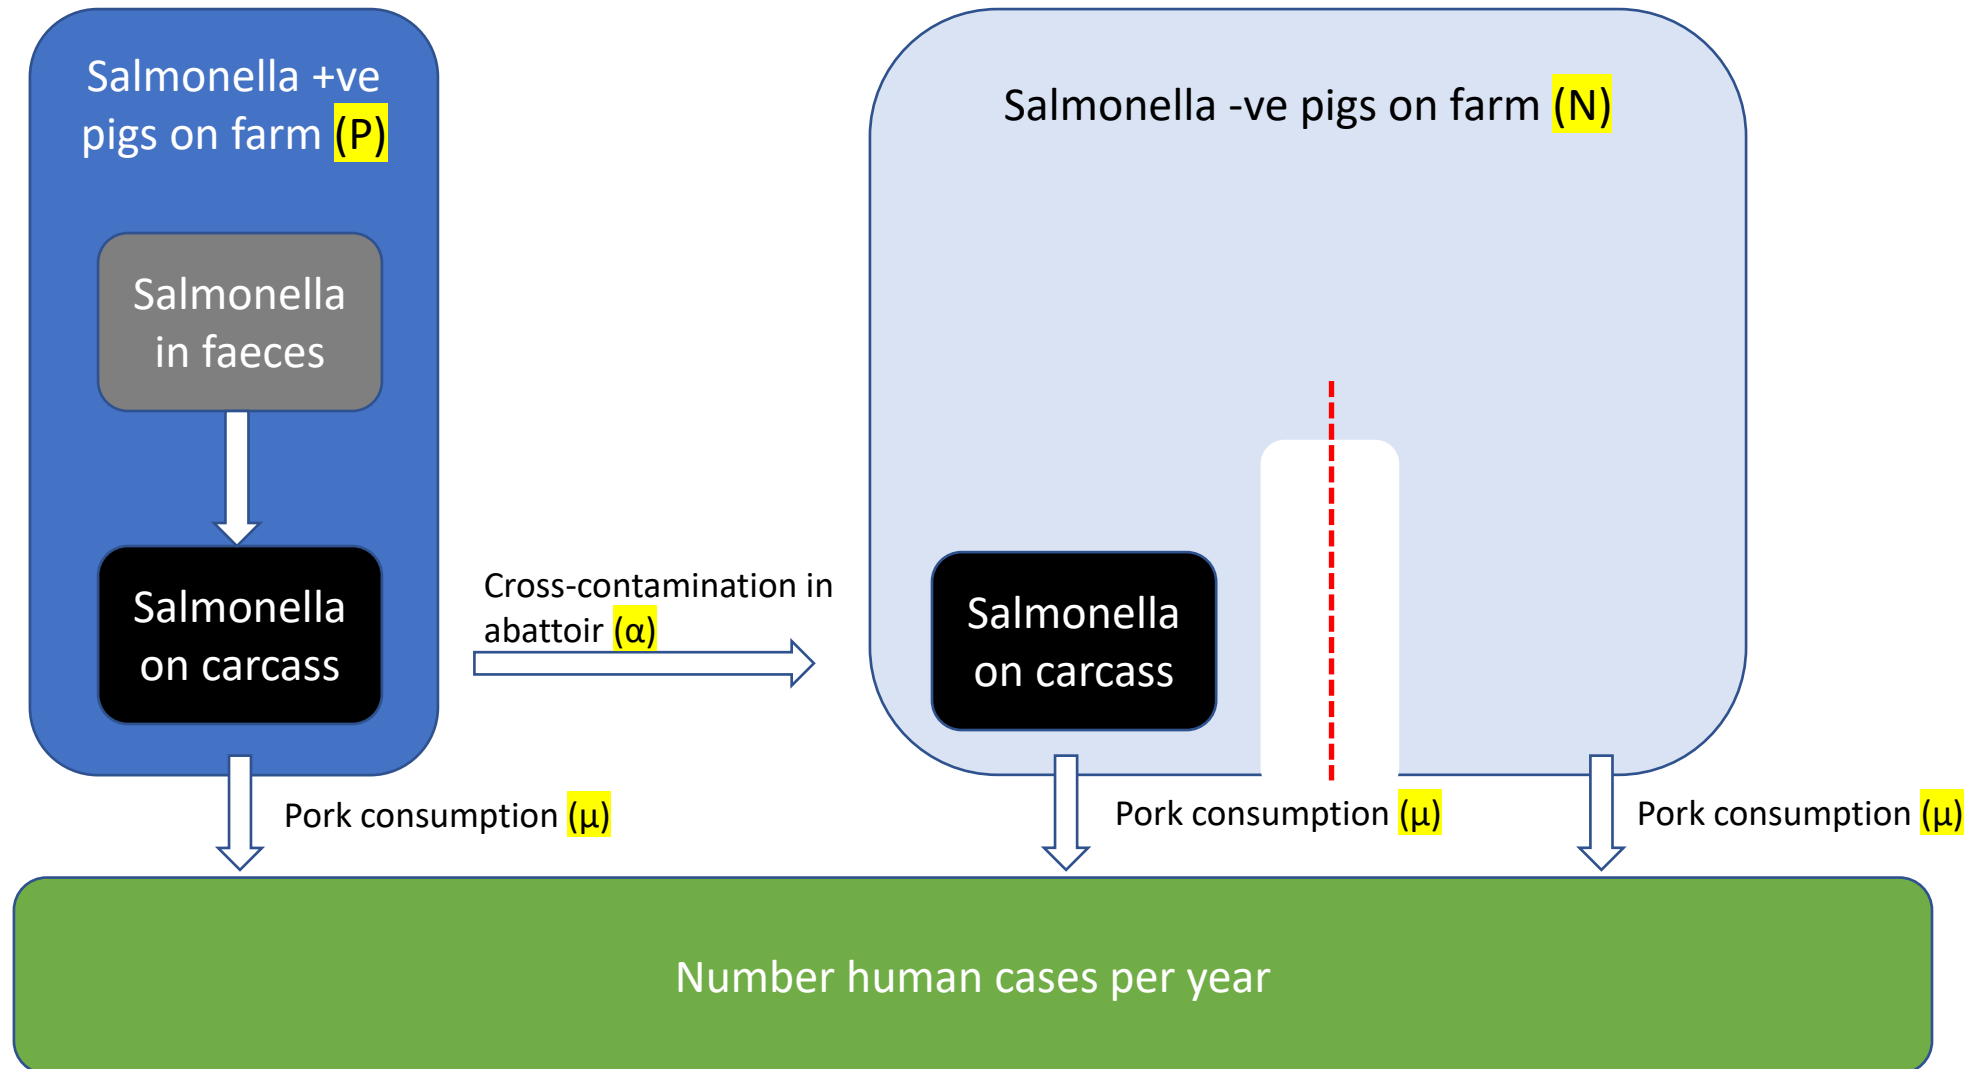 Salmonella +ve
pigs on farm (P)
Salmonella
in faeces
Salmonella
on carcass
Cross-contamination in
abattoir (α)
Salmonella -ve pigs on farm (N)
Salmonella
on carcass
Pork consumption (μ)
Pork consumption (μ)
Pork consumption (μ)
Number human cases per year